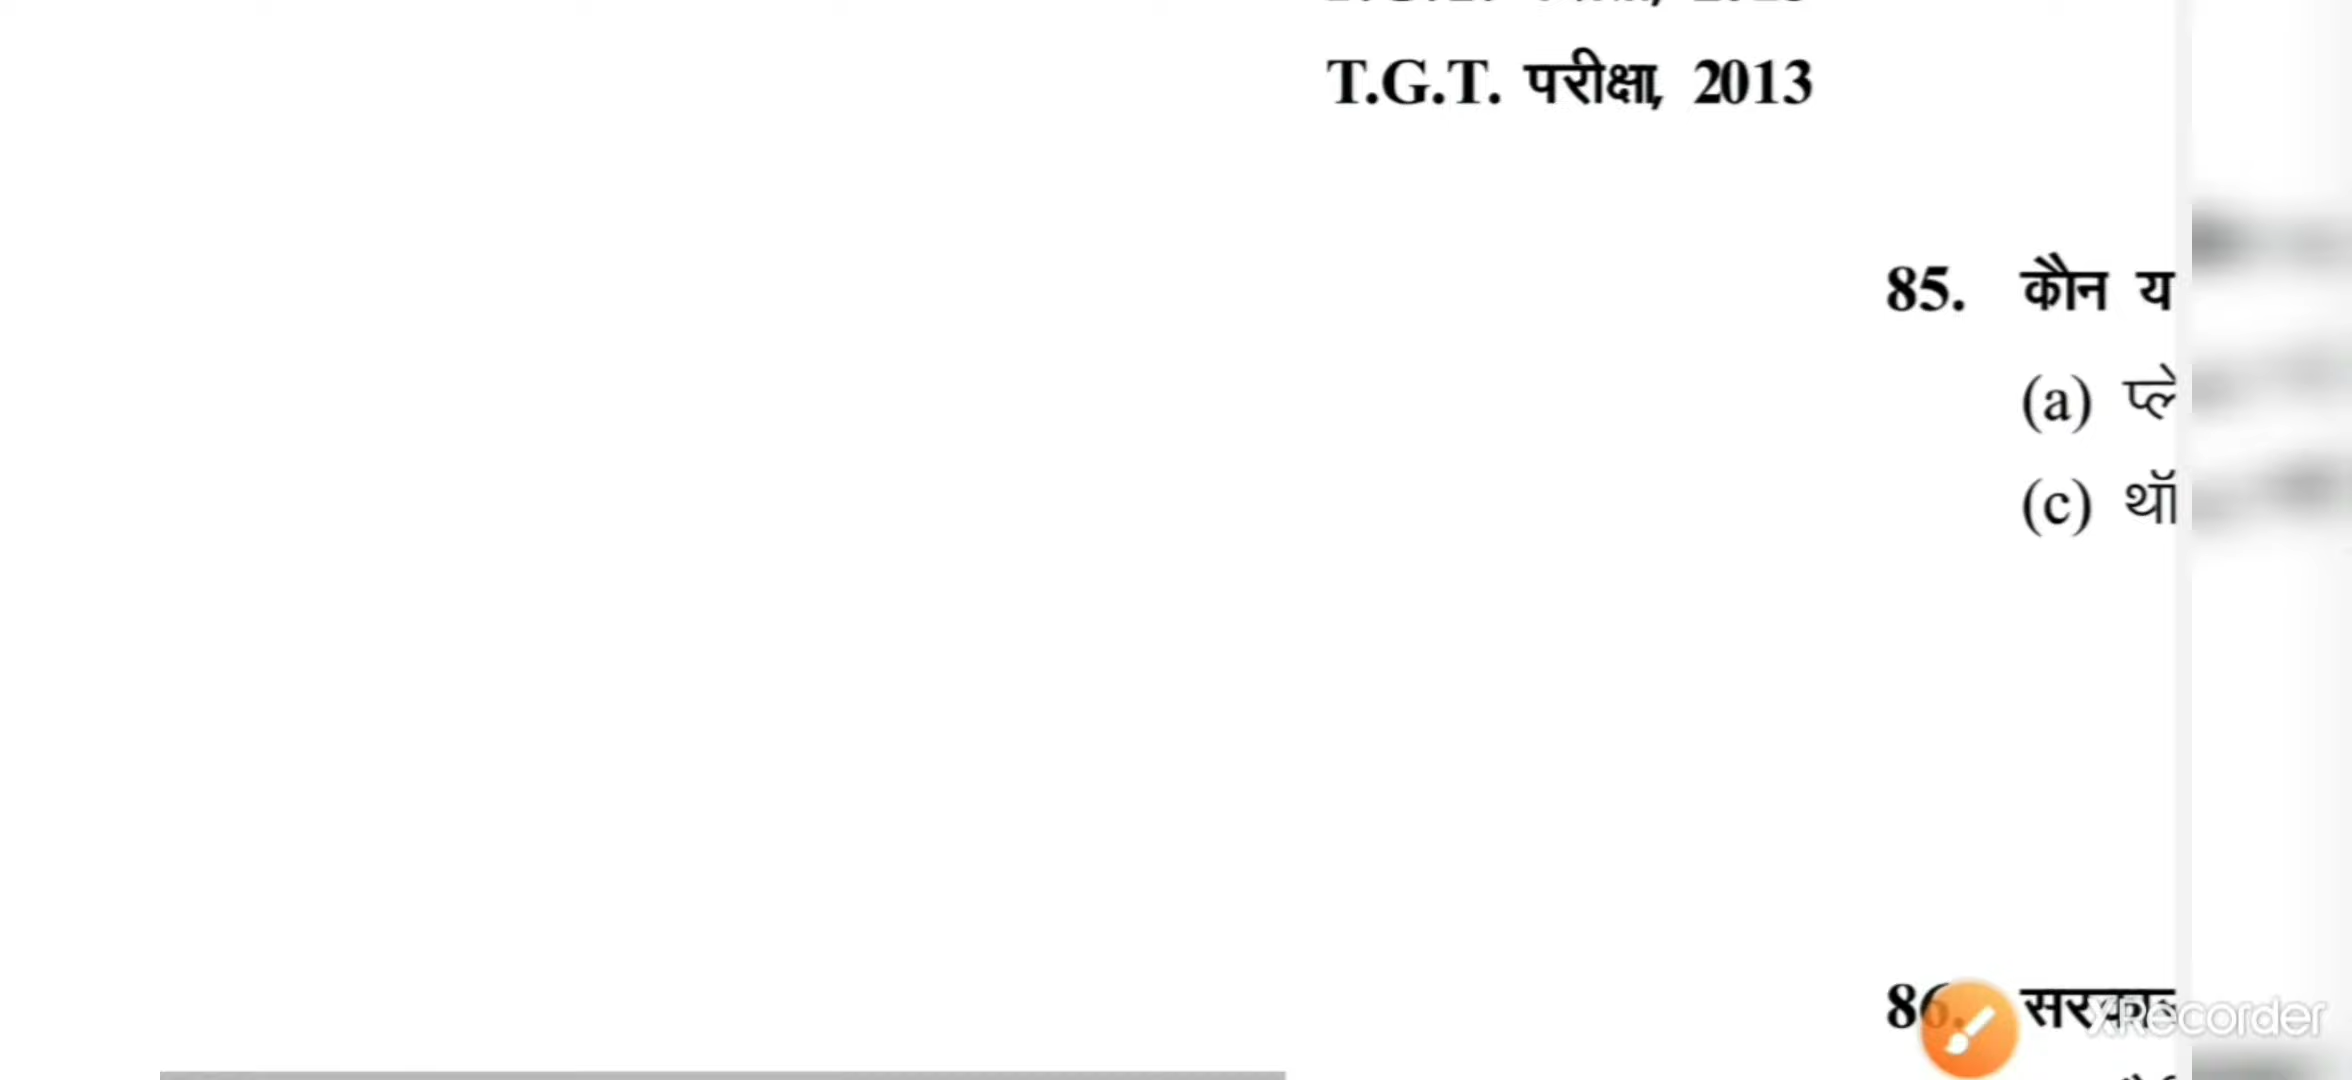 T.G.T. परीक्षा, 2013
85. कौन
(a)
(c)
86.
XRecorder